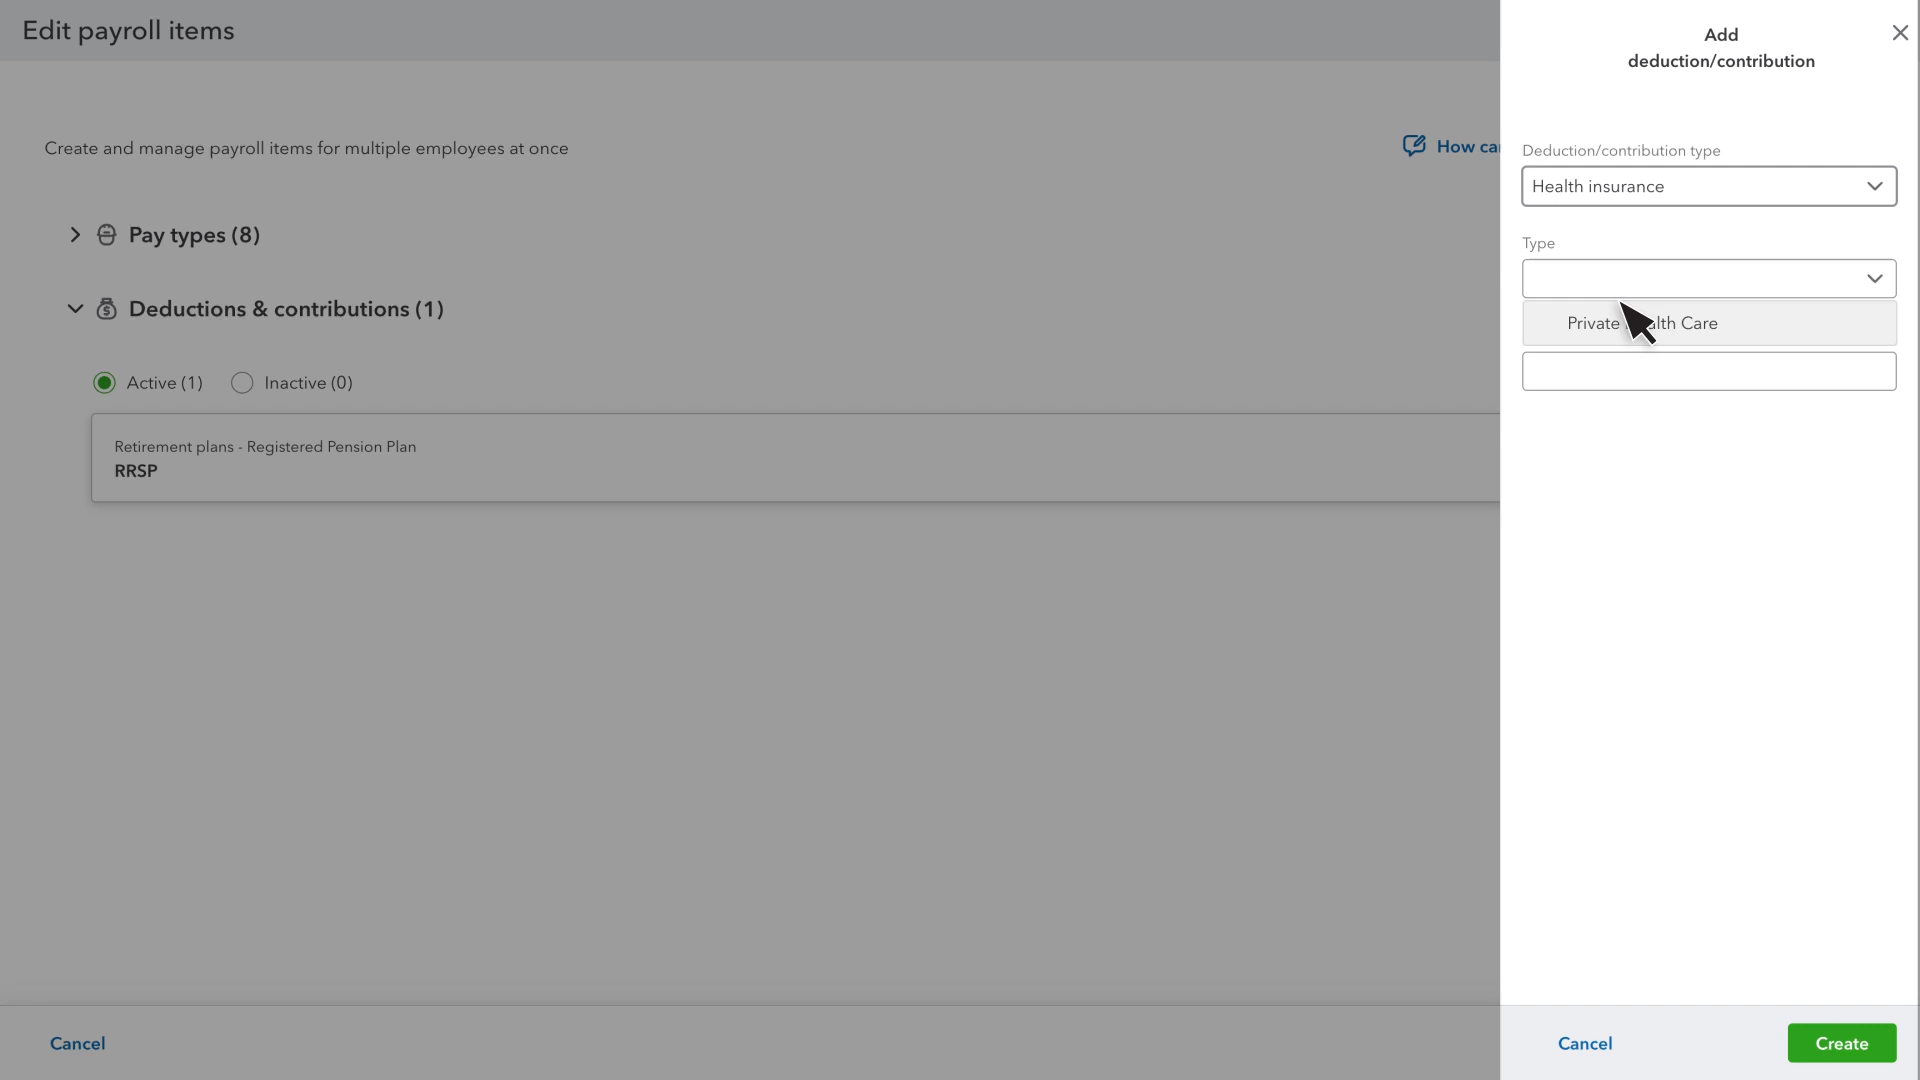 Edit payroll items
Create and manage payroll items for multiple employees at once
How
Pay types (8)
Deductions & contributions (1)
Active (1)
Inactive (0)
Retirement plans - Registered Pension Plan
RRSP
Cancel
Add
deduction/contribution
Deduction/contribution type
Health insurance
Type
Private Care
Cancel
Create